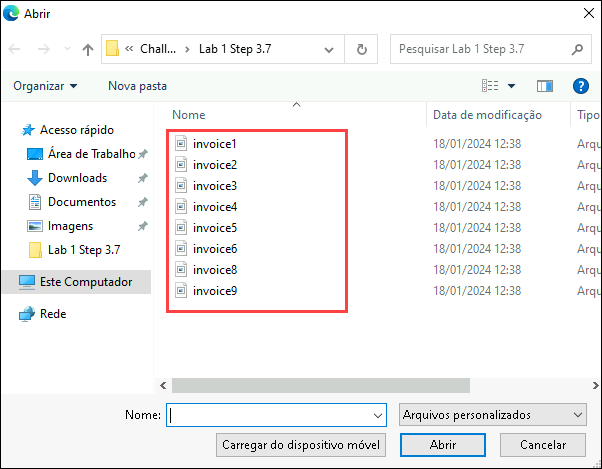 Abrir
« Chall... > Lab 1 Step 3.7
Pesquisar Lab 1 Step 3.7
Organizar
Nova pasta
Nome
Data de modificação
Tipo
Acesso rápido
Área de Trabalho
Downloads
Documentos
Imagens
Lab 1 Step 3.7
Este Computador
Rede
invoice1 18/01/2024 12:38 Arqu
invoice2 18/01/2024 12:38 Arqu
invoice3 18/01/2024 12:38 Arqu
invoice4 18/01/2024 12:38 Arqu
invoice5 18/01/2024 12:38 Arqu
invoice6 18/01/2024 12:38 Arqu
invoice8 18/01/2024 12:38 Arqu
invoice9 18/01/2024 12:38 Arqu
Nome:
Arquivos personalizados
Carregar do dispositivo móvel
Abrir
Cancelar